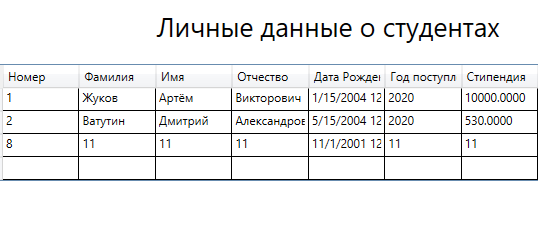 Личные данные о студентах
Номер Фамилия Имя Отчество Дата Рожден Год поступл Стипендия
1 Жуков Артём Викторович 1/15/2004 12 2020 10000.0000
2 Ватутин Дмитрий Александров 5/15/2004 12 2020 530.0000
8 11 11 11 11/1/2001 12 11 11